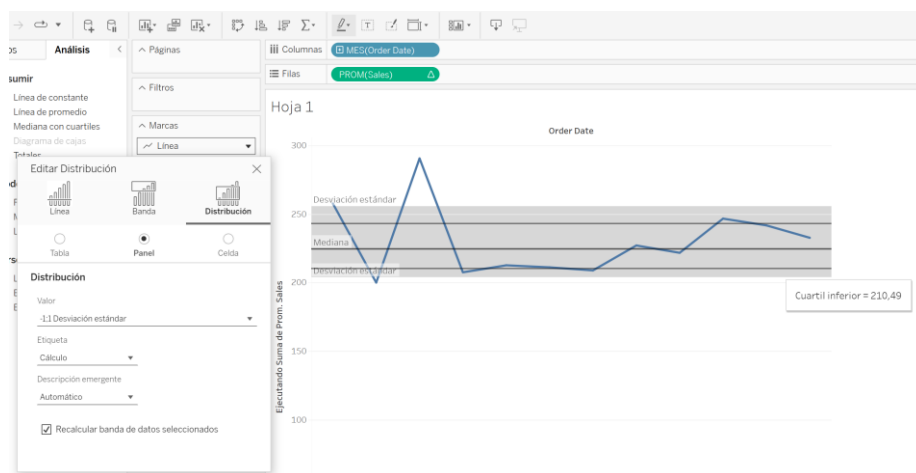 os
Análisis
sumir
Línea de constante
Línea de promedio
Mediana con cuartiles
Diagrama de cajas
Totales
Páginas
Filtros
Marcas
Línea
Columnas
MES(Order Date)
Filas
PROM(Sales)
Hoja 1
Order Date
300
250
200
150
100
Ejecutando Suma de Prom. Sales
Desviación estándar
Mediana
Desviación estándar
Cuartil inferior = 210,49
Editar Distribución
Línea
Banda
Distribución
Tabla
Panel
Celda
Distribución
Valor
-1;1 Desviación estándar
Etiqueta
Cálculo
Descripción emergente
Automático
Recalcular banda de datos seleccionados